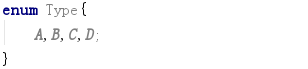 enum Type{
A,B,C,D;
}